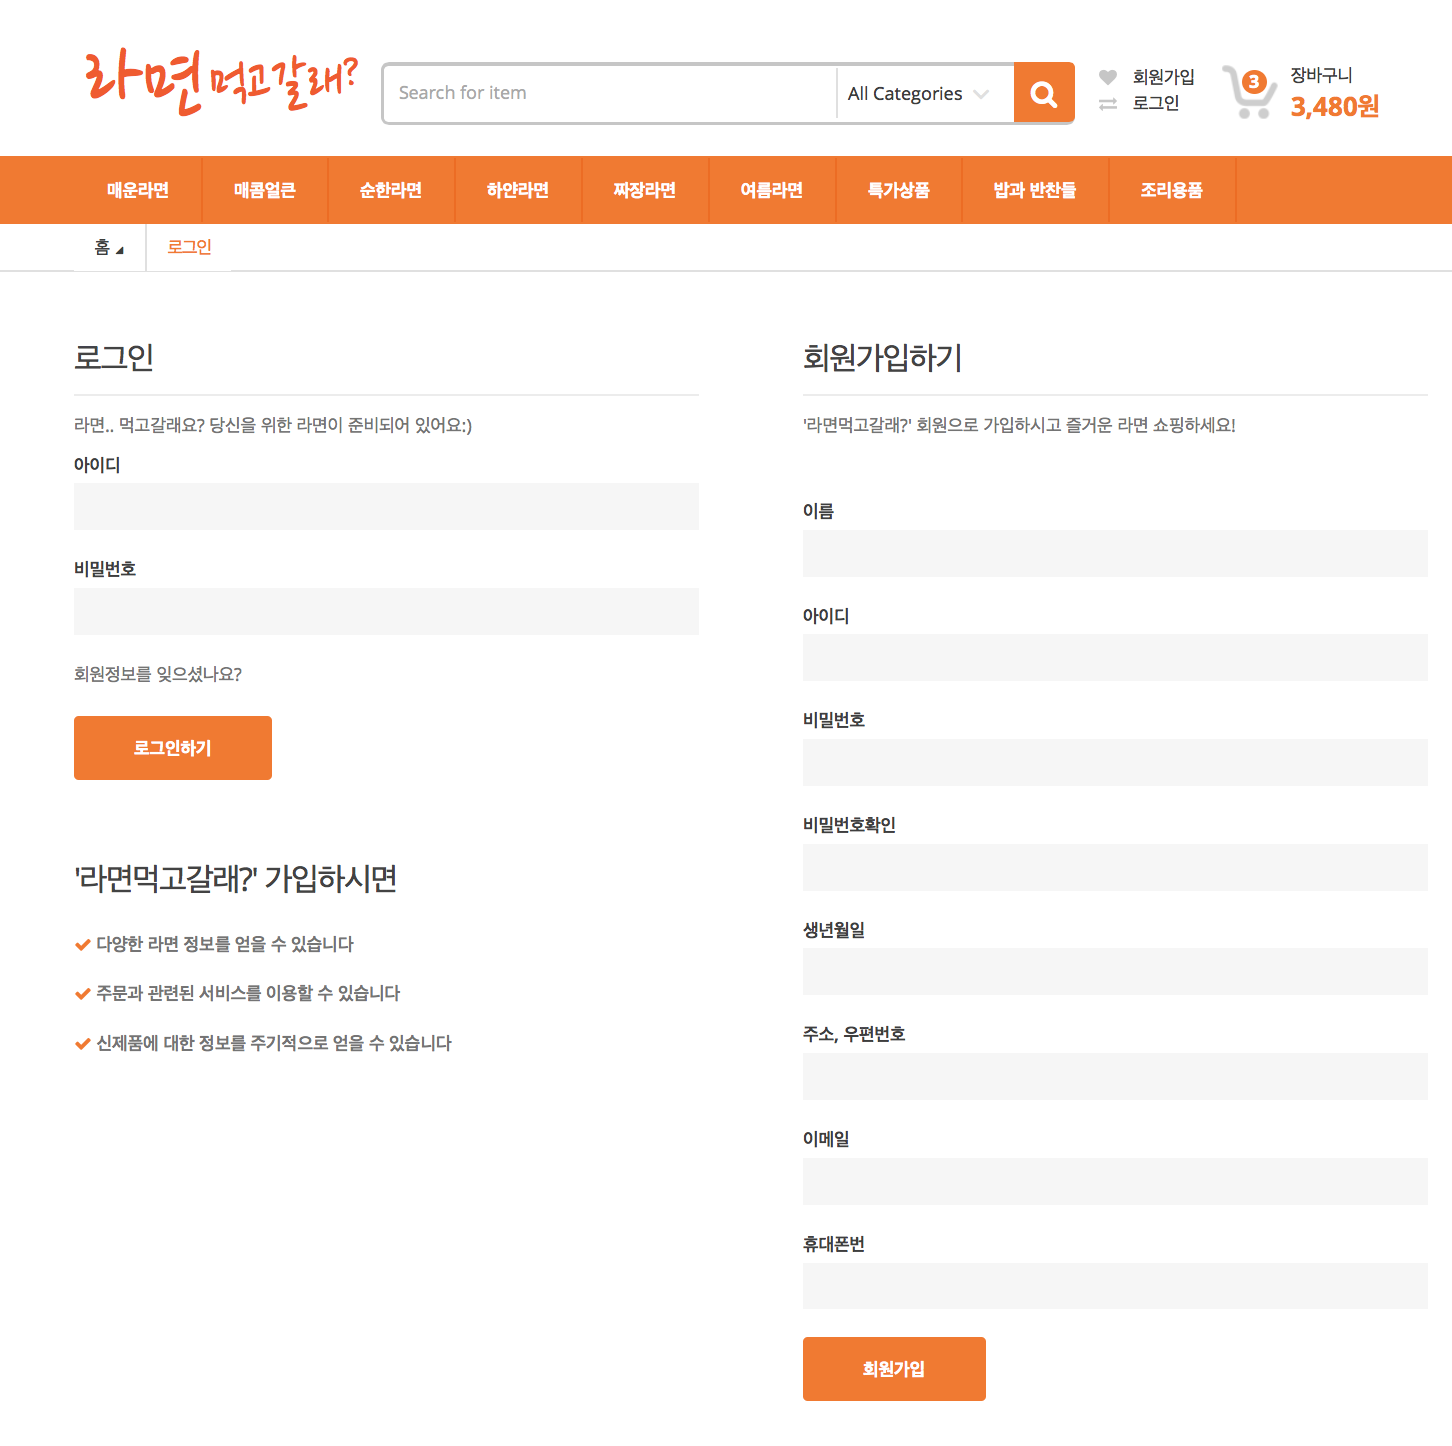 라면먹고갈래?
Search for item
All Categories
회원가입
로그인
3
장바구니
3,480원
매운라면 매콤얼큰 순한라면 하얀라면 짜장라면 여름라면 특가상품 밥과 반찬들 조리용품
홈 로그인
로그인
라면.. 먹고갈래요? 당신을 위한 라면이 준비되어 있어요:)
아이디
비밀번호
회원정보를 잊으셨나요?
로그인하기
'라면먹고갈래?' 가입하시면
다양한 라면 정보를 얻을 수 있습니다
주문과 관련된 서비스를 이용할 수 있습니다
신제품에 대한 정보를 주기적으로 얻을 수 있습니다
회원가입하기
'라면먹고갈래?' 회원으로 가입하시고 즐거운 라면 쇼핑하세요!
이름
아이디
비밀번호
비밀번호확인
생년월일
주소, 우편번호
이메일
휴대폰번
회원가입